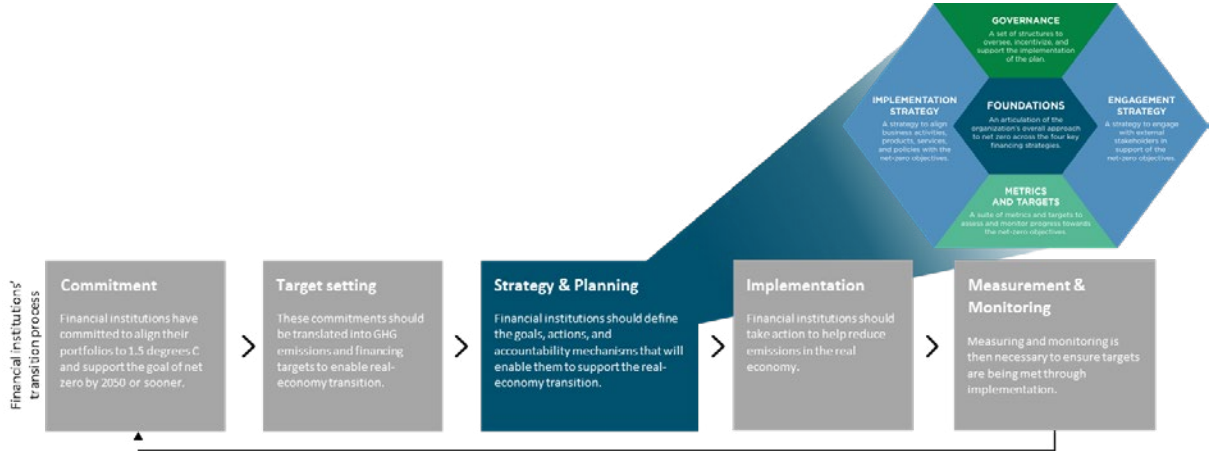 GOVERNANCE
A set of structures to
oversee, incentivize, and
support the implementation
of the plan.
IMPLEMENTATION
STRATEGY
A strategy to align
business activities,
products, services,
and policies with the
net-zero objectives.
FOUNDATIONS
An articulation of the
organization's overall approach
to net zero across the four key
financing strategies.
ENGAGEMENT
STRATEGY
A strategy to engage
with external
stakeholders in
support of the
net-zero objectives.
METRICS
AND TARGETS
A suite of metrics and targets to
assess and monitor progress towards
the net-zero objectives.
Financial institutions'
transition process
Commitment
Financial institutions have
committed to align their
portfolios to 1.5 degrees C
and support the goal of net
zero by 2050 or sooner.
Target setting
These commitments should
be translated into GHG
emissions and financing
targets to enable real-
economy transition.
Strategy & Planning
Financial institutions should define
the goals, actions, and
accountability mechanisms that will
enable them to support the real-
economy transition.
Implementation
Financial institutions should
take action to help reduce
emissions in the real
economy.
Measurement &
Monitoring
Measuring and monitoring is
then necessary to ensure targets
are being met through
implementation.